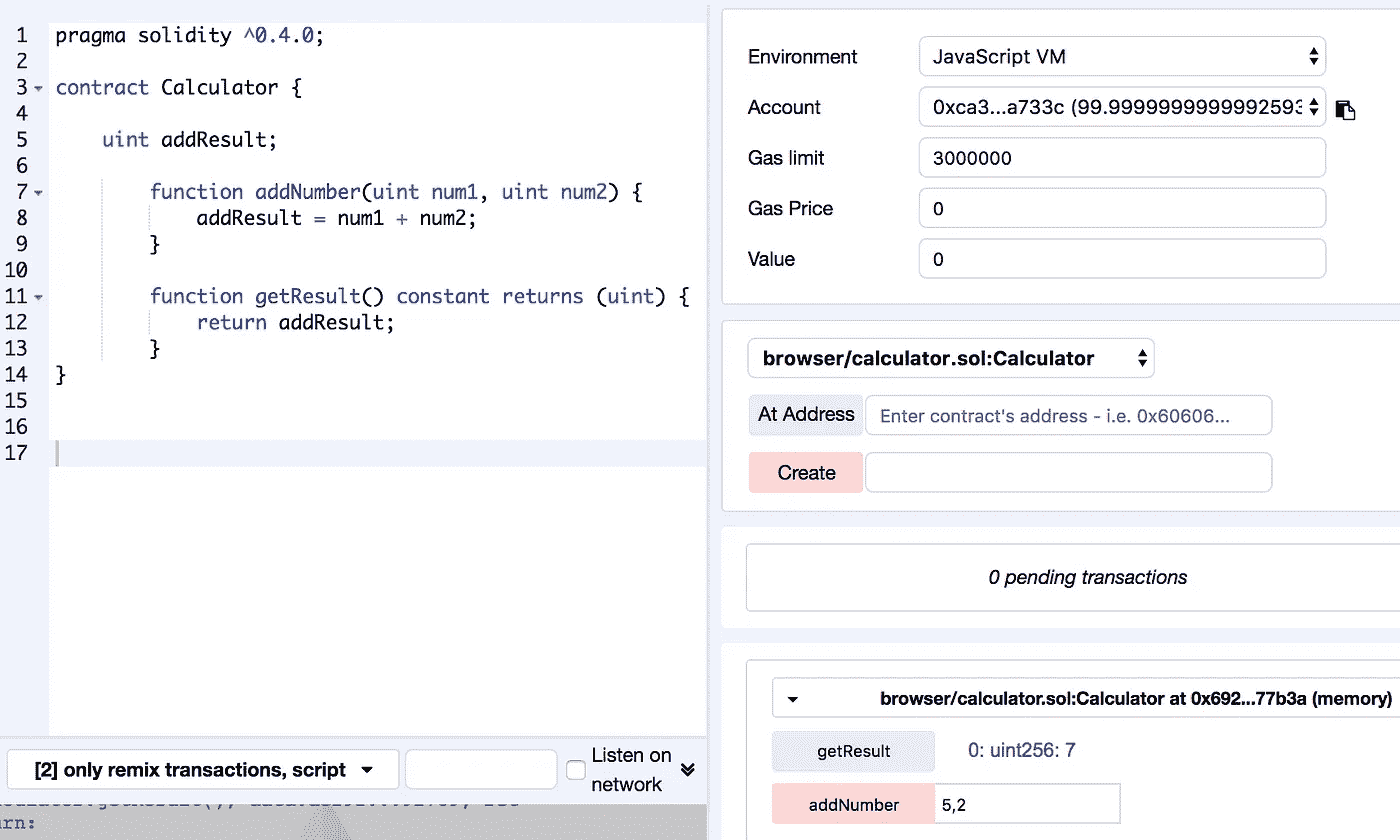 1 pragma solidity ^0.4.0;
2
3 contract Calculator {
4
5 uint addResult;
6
7 function addNumber(uint num1, uint num2) {
8 addResult = num1 + num2;
9 }
10
11 function getResult() constant returns (uint) {
12 return addResult;
13 }
14 }
15
16
17
[2] only remix transactions, script
Listen on
network
urn:
Environment JavaScript VM
Account 0xca3...a733c (99.9999999999992593
Gas limit 3000000
Gas Price 0
Value 0
browser/calculator.sol:Calculator
At Address Enter contract's address - i.e. 0x60606...
Create
0 pending transactions
browser/calculator.sol:Calculator at 0x692...77b3a (memory)
getResult 0: uint256: 7
addNumber 5,2